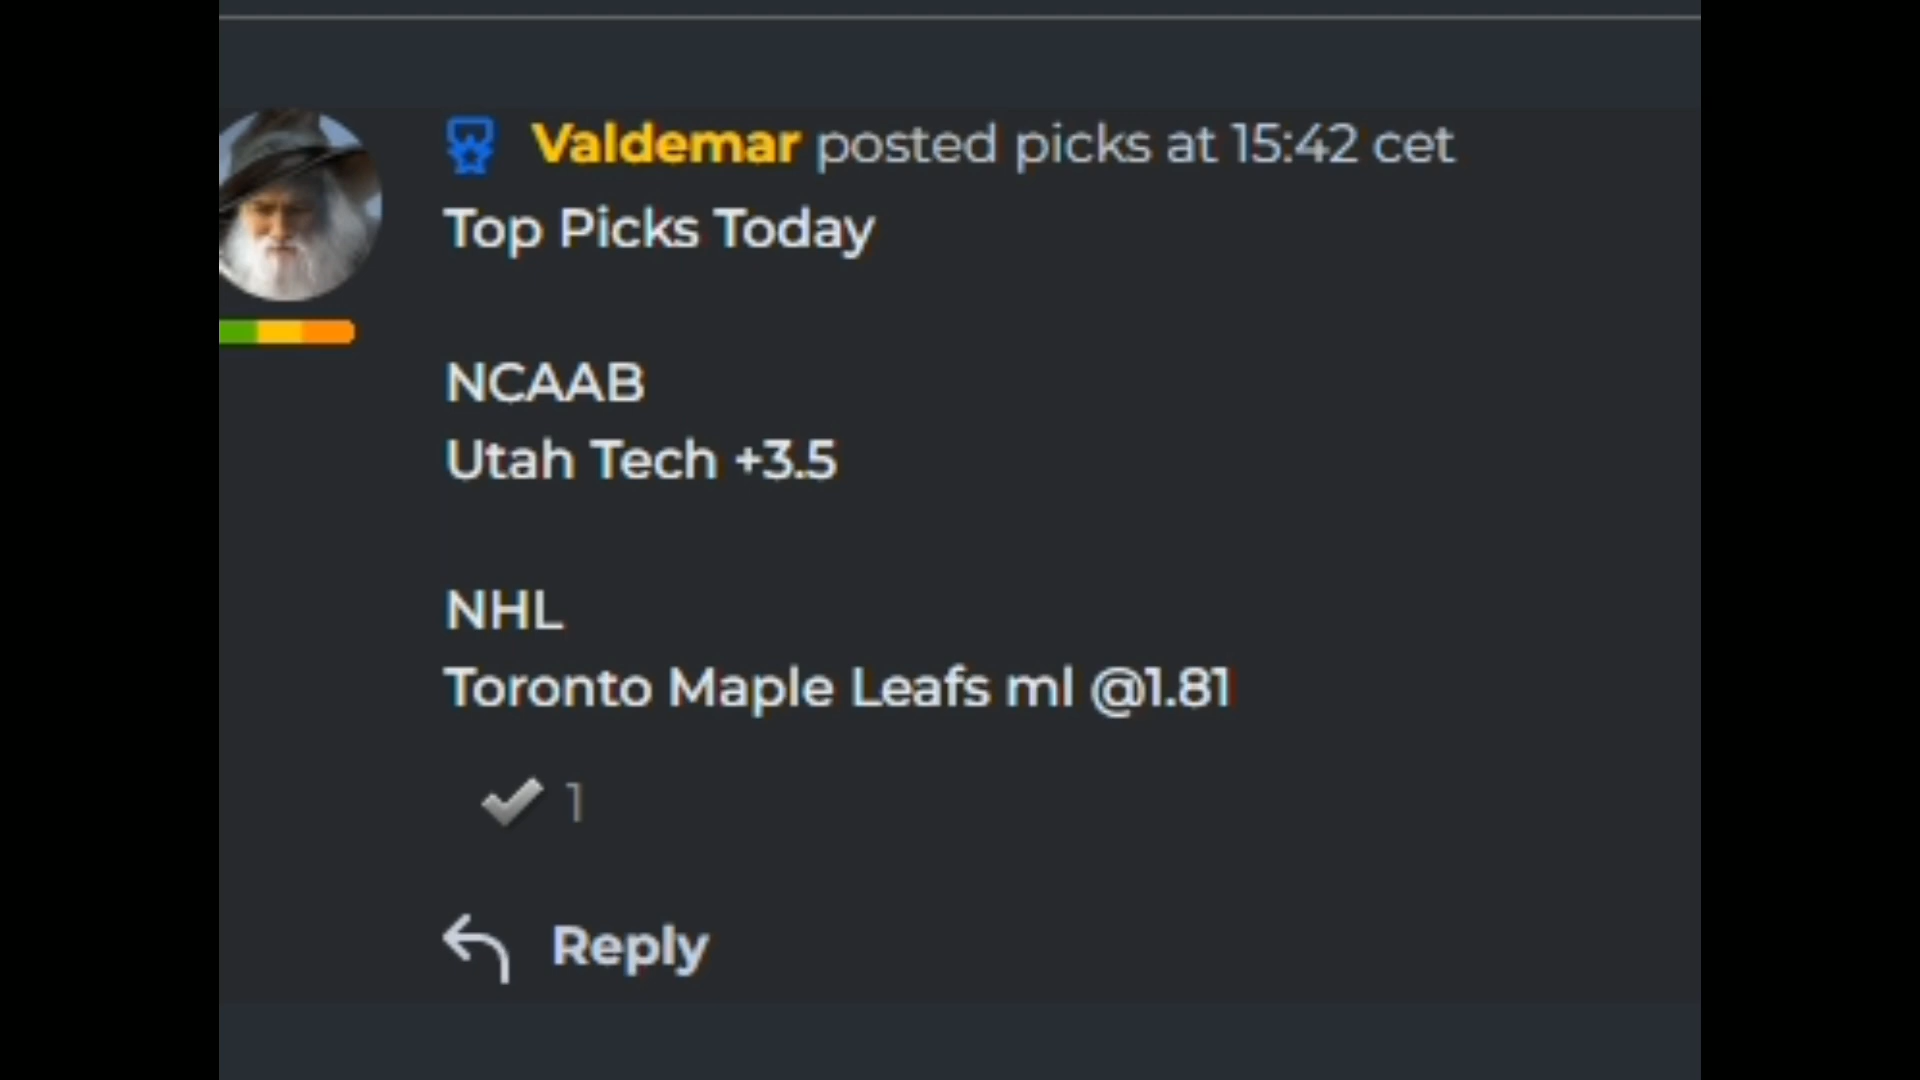 Valdemar posted picks at 15:42 cet
Top Picks Today
NCAAB
Utah Tech +3.5
NHL
Toronto Maple Leafs ml @1.81
1
Reply